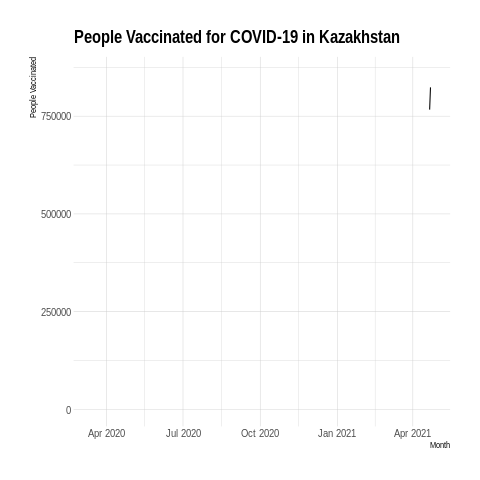 People Vaccinated for COVID-19 in Kazakhstan
People Vaccinated
750000
500000
250000
0
Apr 2020 Jul 2020 Oct 2020 Jan 2021 Apr 2021
Month